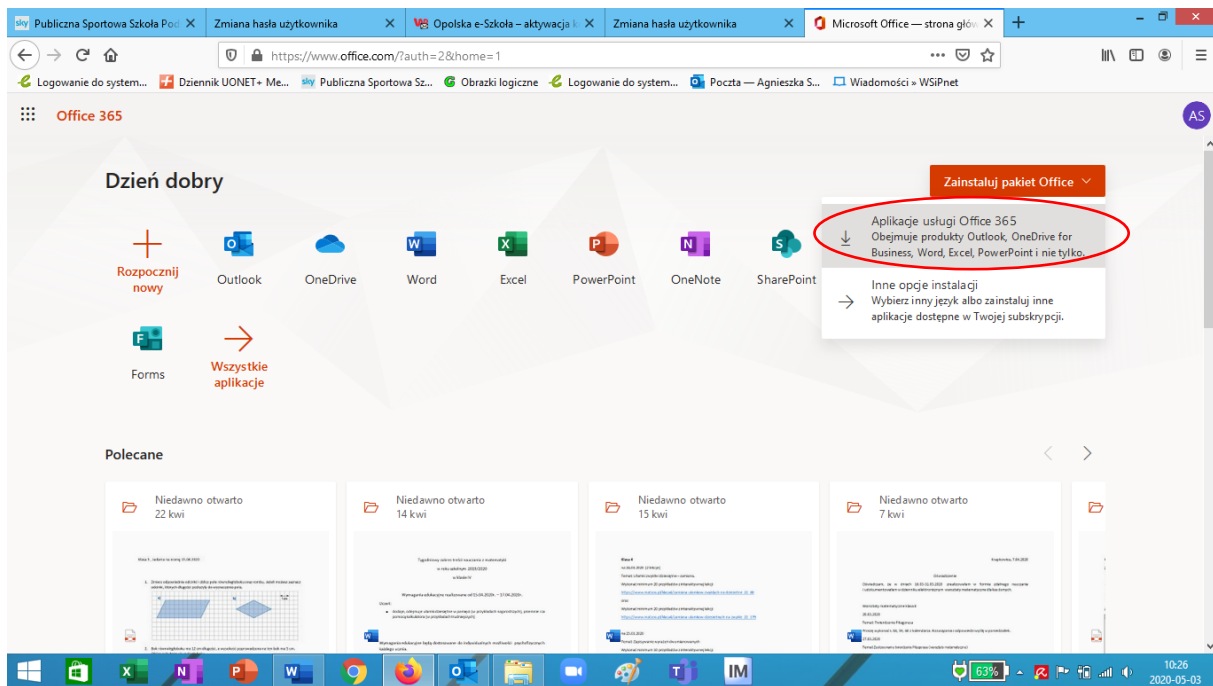 Publiczna Sportowa Szkoła Pod
Zmiana hasła użytkownika
Opolska e-Szkoła – aktywacja k
Zmiana hasła użytkownika
Microsoft Office — strona głów
https://www.office.com/?auth=2&home=1
Logowanie do system...
Dziennik UONET+ Me...
Publiczna Sportowa Sz...
Obrazki logiczne
Logowanie do system...
Poczta — Agnieszka S...
Wiadomości » WSiPnet
Office 365
AS
Dzień dobry
Zainstaluj pakiet Office
Aplikacje usługi Office 365
Obejmuje produkty Outlook, OneDrive for
Business, Word, Excel, PowerPoint i nie tylko.
Inne opcje instalacji
Wybierz inny język albo zainstaluj inne
aplikacje dostępne w Twojej subskrypcji.
Rozpocznij
nowy
Outlook
OneDrive
Word
Excel
PowerPoint
OneNote
SharePoint
Forms
Wszystkie
aplikacje
Polecane
Niedawno otwarto
22 kwi
Niedawno otwarto
14 kwi
Niedawno otwarto
15 kwi
Niedawno otwarto
7 kwi
IM
63%
10:26
2020-05-03